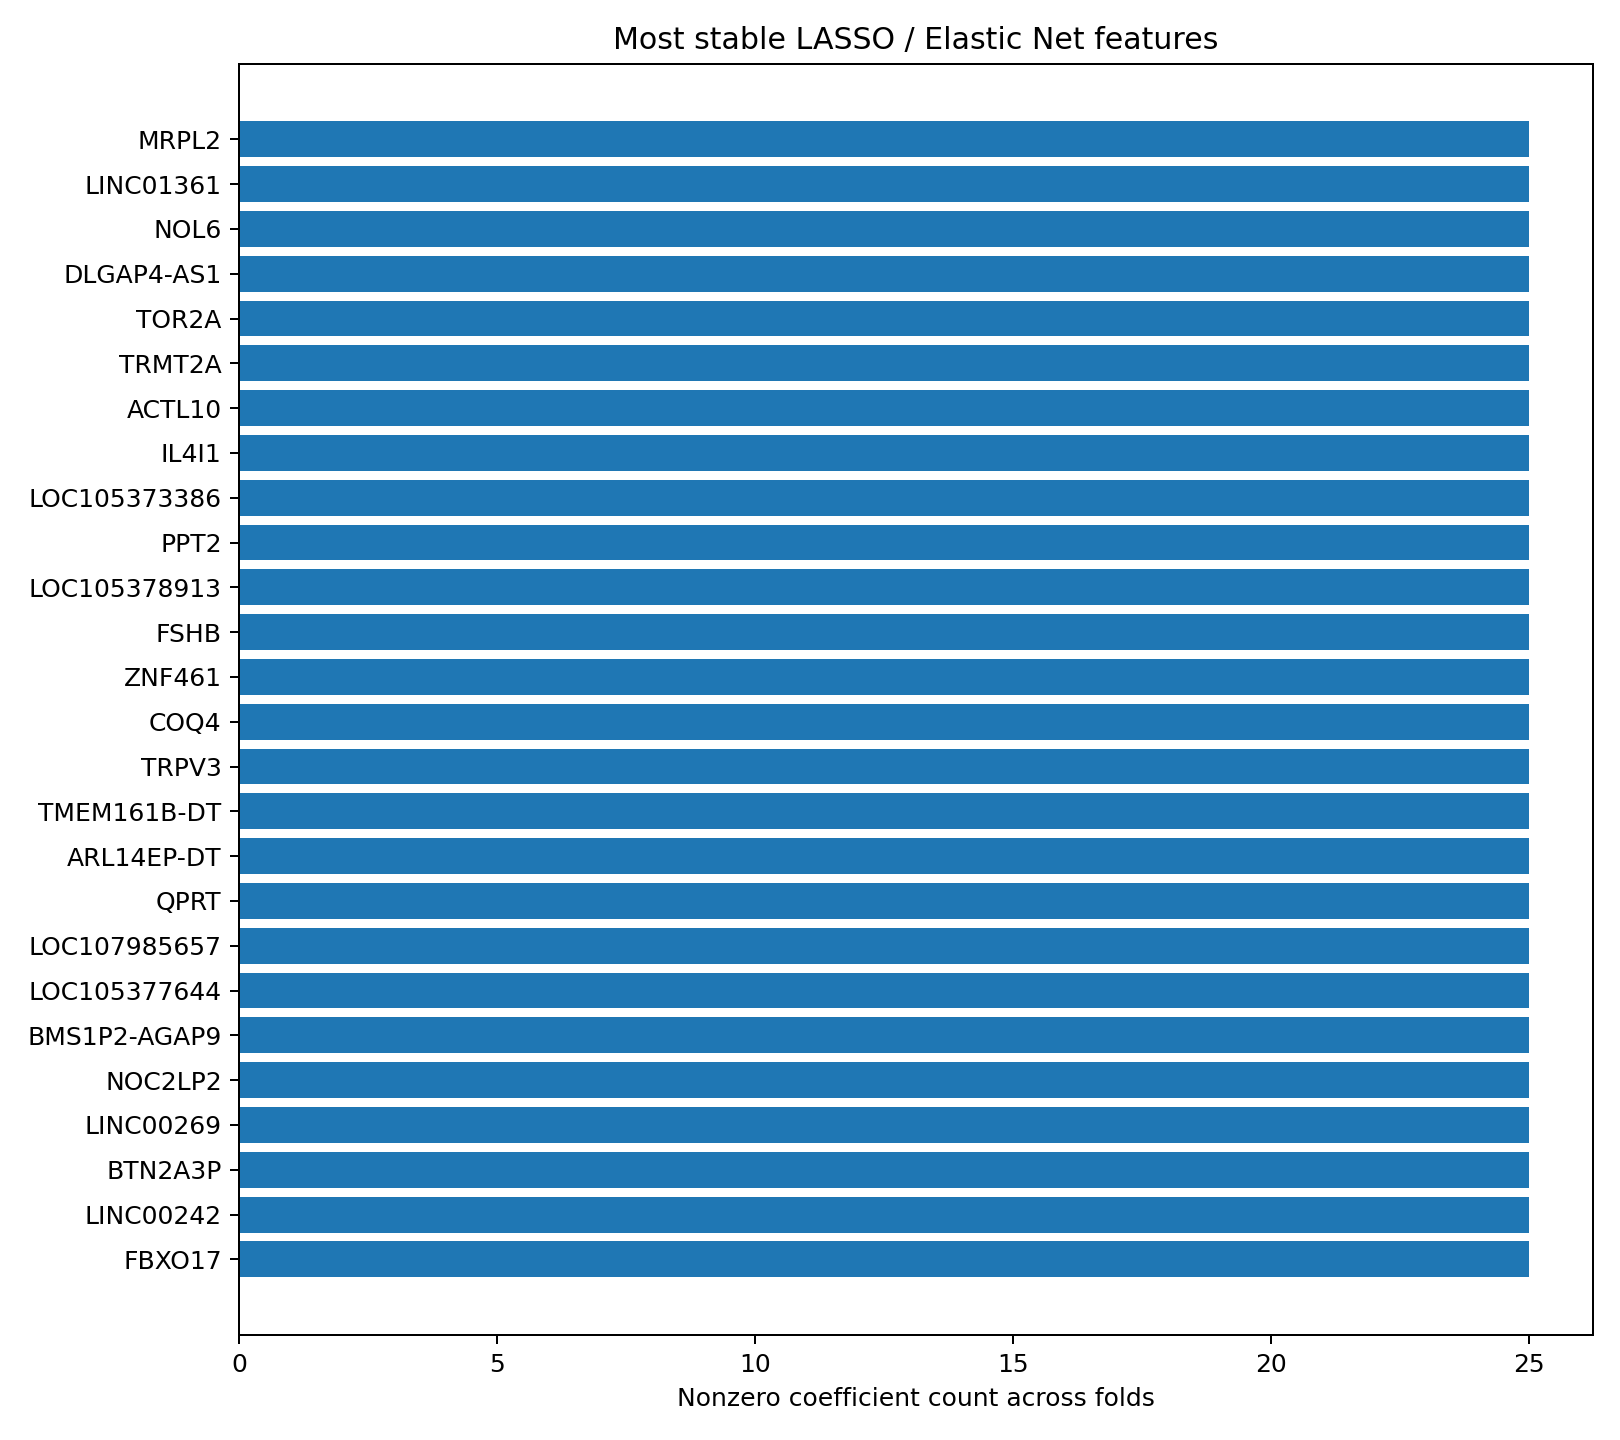 Most stable LASSO / Elastic Net features
MRPL2
LINC01361
NOL6
DLGAP4-AS1
TOR2A
TRMT2A
ACTL10
IL4I1
LOC105373386
PPT2
LOC105378913
FSHB
ZNF461
COQ4
TRPV3
TMEM161B-DT
ARL14EP-DT
QPRT
LOC107985657
LOC105377644
BMS1P2-AGAP9
NOC2LP2
LINC00269
BTN2A3P
LINC00242
FBXO17
0 5 10 15 20 25
Nonzero coefficient count across folds